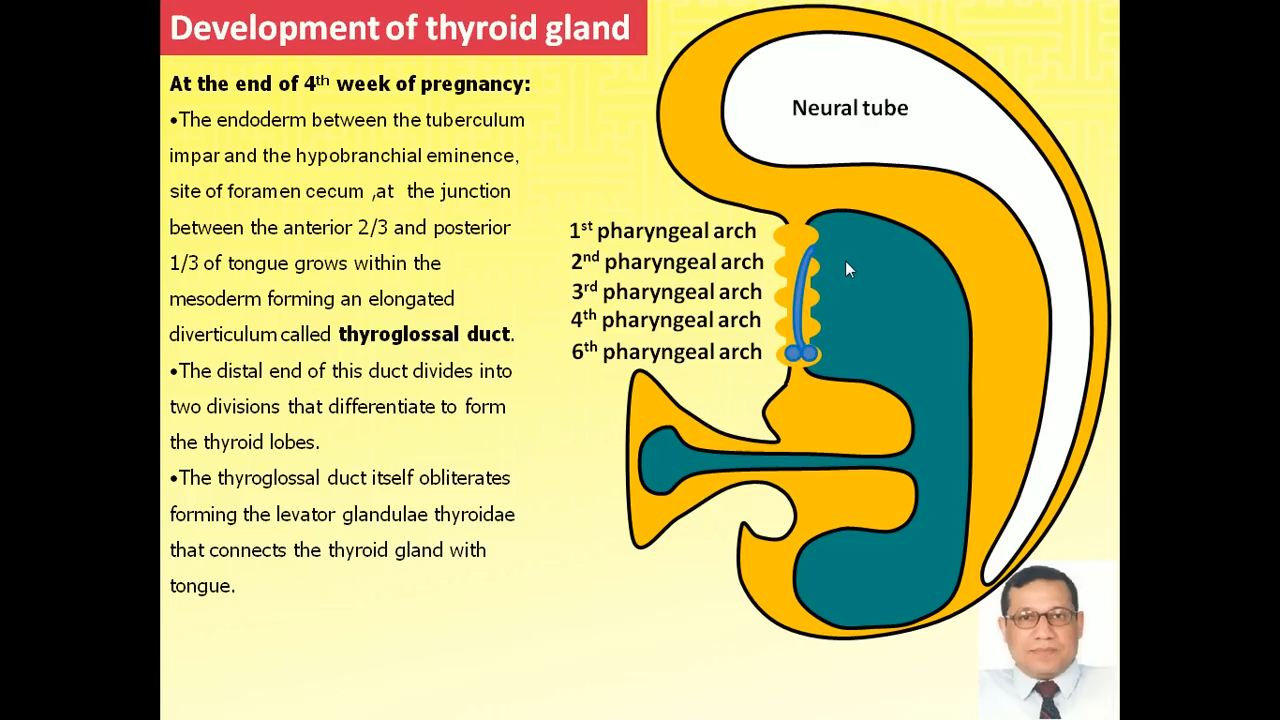 Development of thyroid gland
At the end of 4th week of pregnancy:
•The endoderm between the tuberculum
impar and the hypobranchial eminence,
site of foramen cecum ,at the junction
between the anterior 2/3 and posterior
1/3 of tongue grows within the
mesoderm forming an elongated
diverticulum called thyroglossal duct.
•The distal end of this duct divides into
two divisions that differentiate to form
the thyroid lobes.
•The thyroglossal duct itself obliterates
forming the levator glandulae thyroidae
that connects the thyroid gland with
tongue.
Neural tube
1st pharyngeal arch
2nd pharyngeal arch
3rd pharyngeal arch
4th pharyngeal arch
6th pharyngeal arch